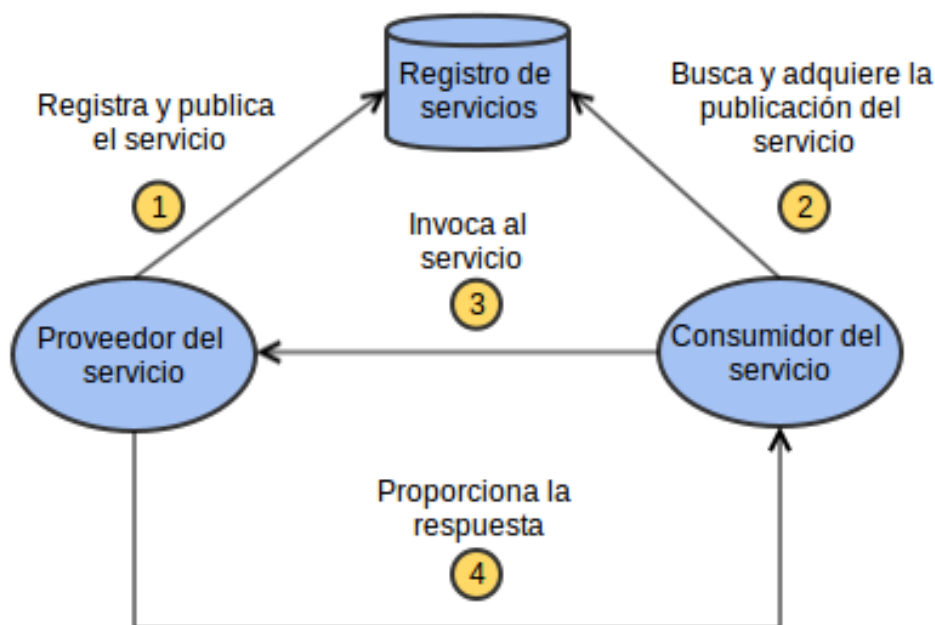 Registro de
servicios
Registra y publica
el servicio
1
Busca y adquiere la
publicación del
servicio
2
Invoca al
servicio
3
Proveedor del
servicio
Consumidor del
servicio
Proporciona la
respuesta
4